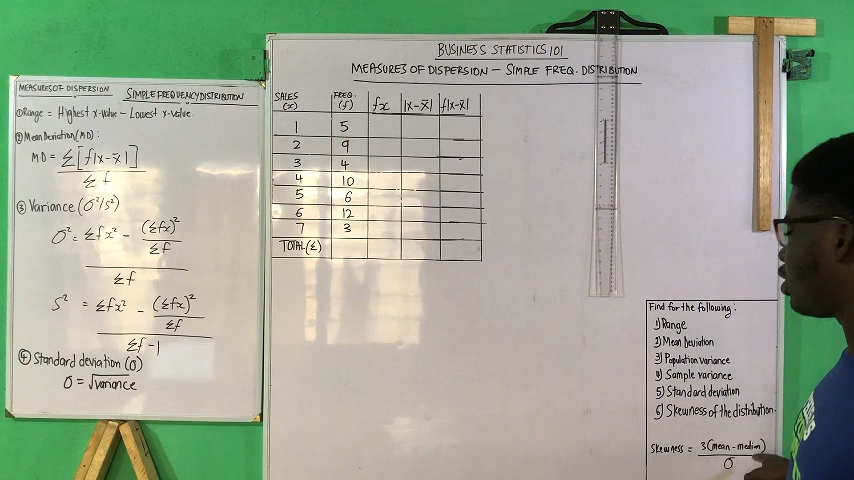 MEASURES OF DISPERSION SIMPLE FREQUENCY DISTRIBUTION
① Range = Highest x-value – Lowest x-value.
② Mean Deviation (MD):
MD = Σ[f|x-x̄|]
Σf
③ Variance (σ²/s²)
σ² = Σfx² - (Σfx)²
Σf
Σf
s² = Σfx² - (Σfx)²
Σf
Σf-1
④ Standard deviation (σ)
σ = √variance
BUSINESS STATISTICS 101
MEASURES OF DISPERSION – SIMPLE FREQ. DISTRIBUTION
SALES (x) FREQ. (f) fx |x-x̄| f|x-x̄|
1 5
2 9
3 4
4 10
5 6
6 12
7 3
TOTAL (Σ)
Find for the following:
1) Range
2) Mean Deviation
3) Population variance
4) Sample variance
5) Standard deviation
6) Skewness of the distribution.
Skewness = 3(mean-median)
σ